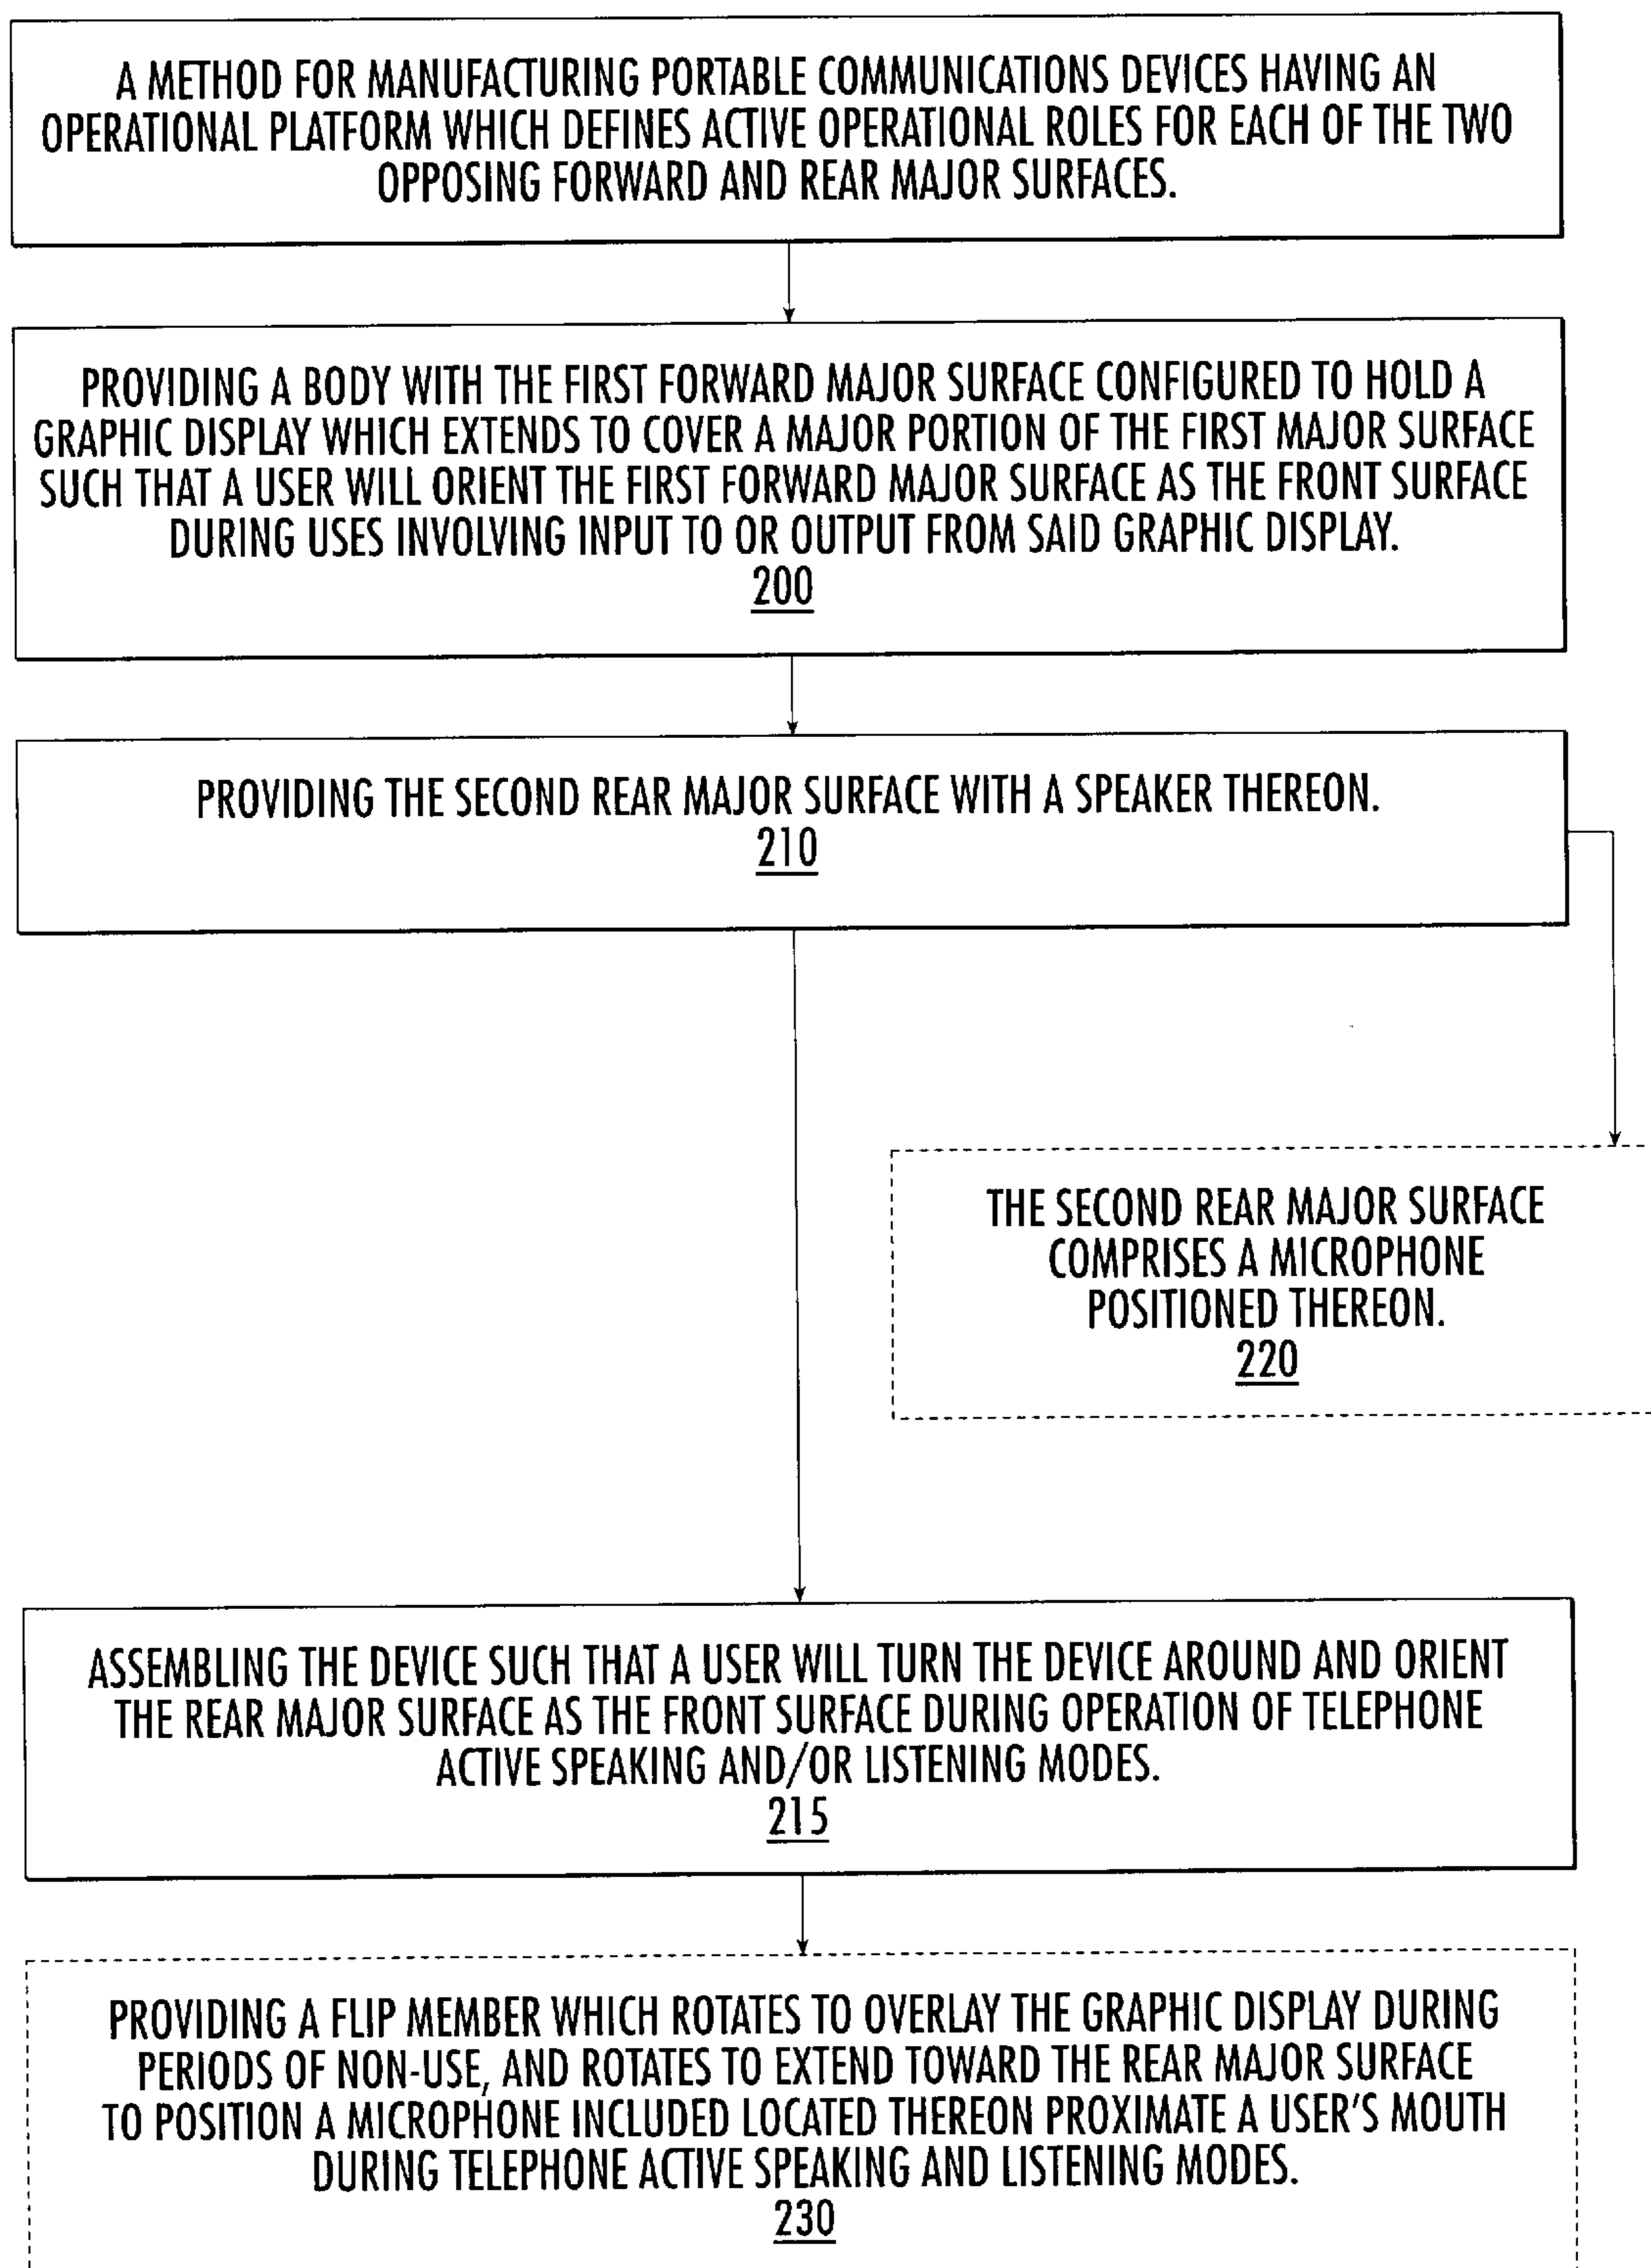 A METHOD FOR MANUFACTURING PORTABLE COMMUNICATIONS DEVICES HAVING AN
OPERATIONAL PLATFORM WHICH DEFINES ACTIVE OPERATIONAL ROLES FOR EACH OF THE TWO
OPPOSING FORWARD AND REAR MAJOR SURFACES.
PROVIDING A BODY WITH THE FIRST FORWARD MAJOR SURFACE CONFIGURED TO HOLD A
GRAPHIC DISPLAY WHICH EXTENDS TO COVER A MAJOR PORTION OF THE FIRST MAJOR SURFACE
SUCH THAT A USER WILL ORIENT THE FIRST FORWARD MAJOR SURFACE AS THE FRONT SURFACE
DURING USES INVOLVING INPUT TO OR OUTPUT FROM SAID GRAPHIC DISPLAY.
200
PROVIDING THE SECOND REAR MAJOR SURFACE WITH A SPEAKER THEREON.
210
THE SECOND REAR MAJOR SURFACE
COMPRISES A MICROPHONE
POSITIONED THEREON.
220
ASSEMBLING THE DEVICE SUCH THAT A USER WILL TURN THE DEVICE AROUND AND ORIENT
THE REAR MAJOR SURFACE AS THE FRONT SURFACE DURING OPERATION OF TELEPHONE
ACTIVE SPEAKING AND/OR LISTENING MODES.
215
PROVIDING A FLIP MEMBER WHICH ROTATES TO OVERLAY THE GRAPHIC DISPLAY DURING
PERIODS OF NON-USE, AND ROTATES TO EXTEND TOWARD THE REAR MAJOR SURFACE
TO POSITION A MICROPHONE INCLUDED LOCATED THEREON PROXIMATE A USER'S MOUTH
DURING TELEPHONE ACTIVE SPEAKING AND LISTENING MODES.
230